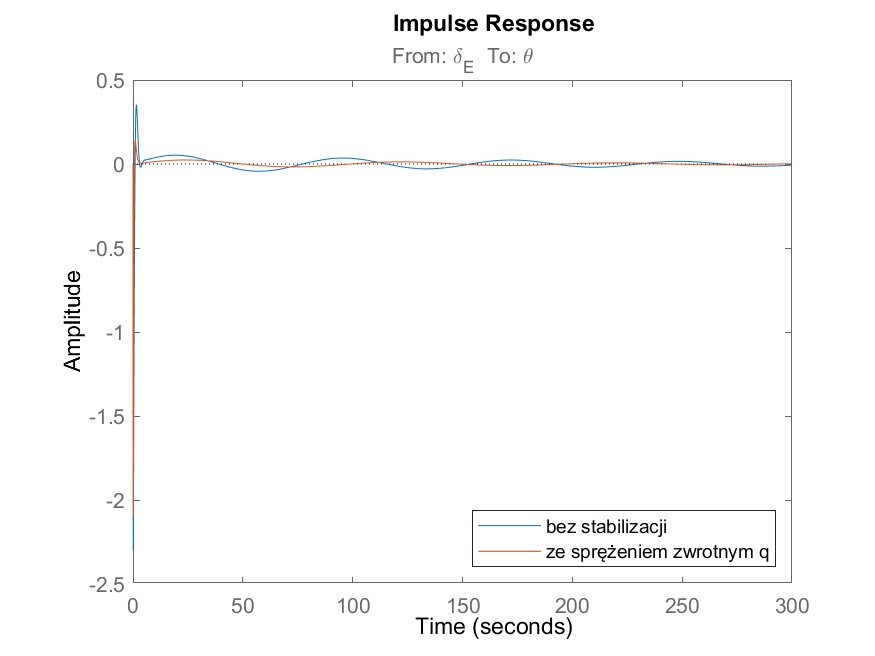 Impulse Response
From: δE To: θ
Amplitude
0.5
0
-0.5
-1
-1.5
-2
-2.5
bez stabilizacji
ze sprężeniem zwrotnym q
0 50 100 150 200 250 300
Time (seconds)